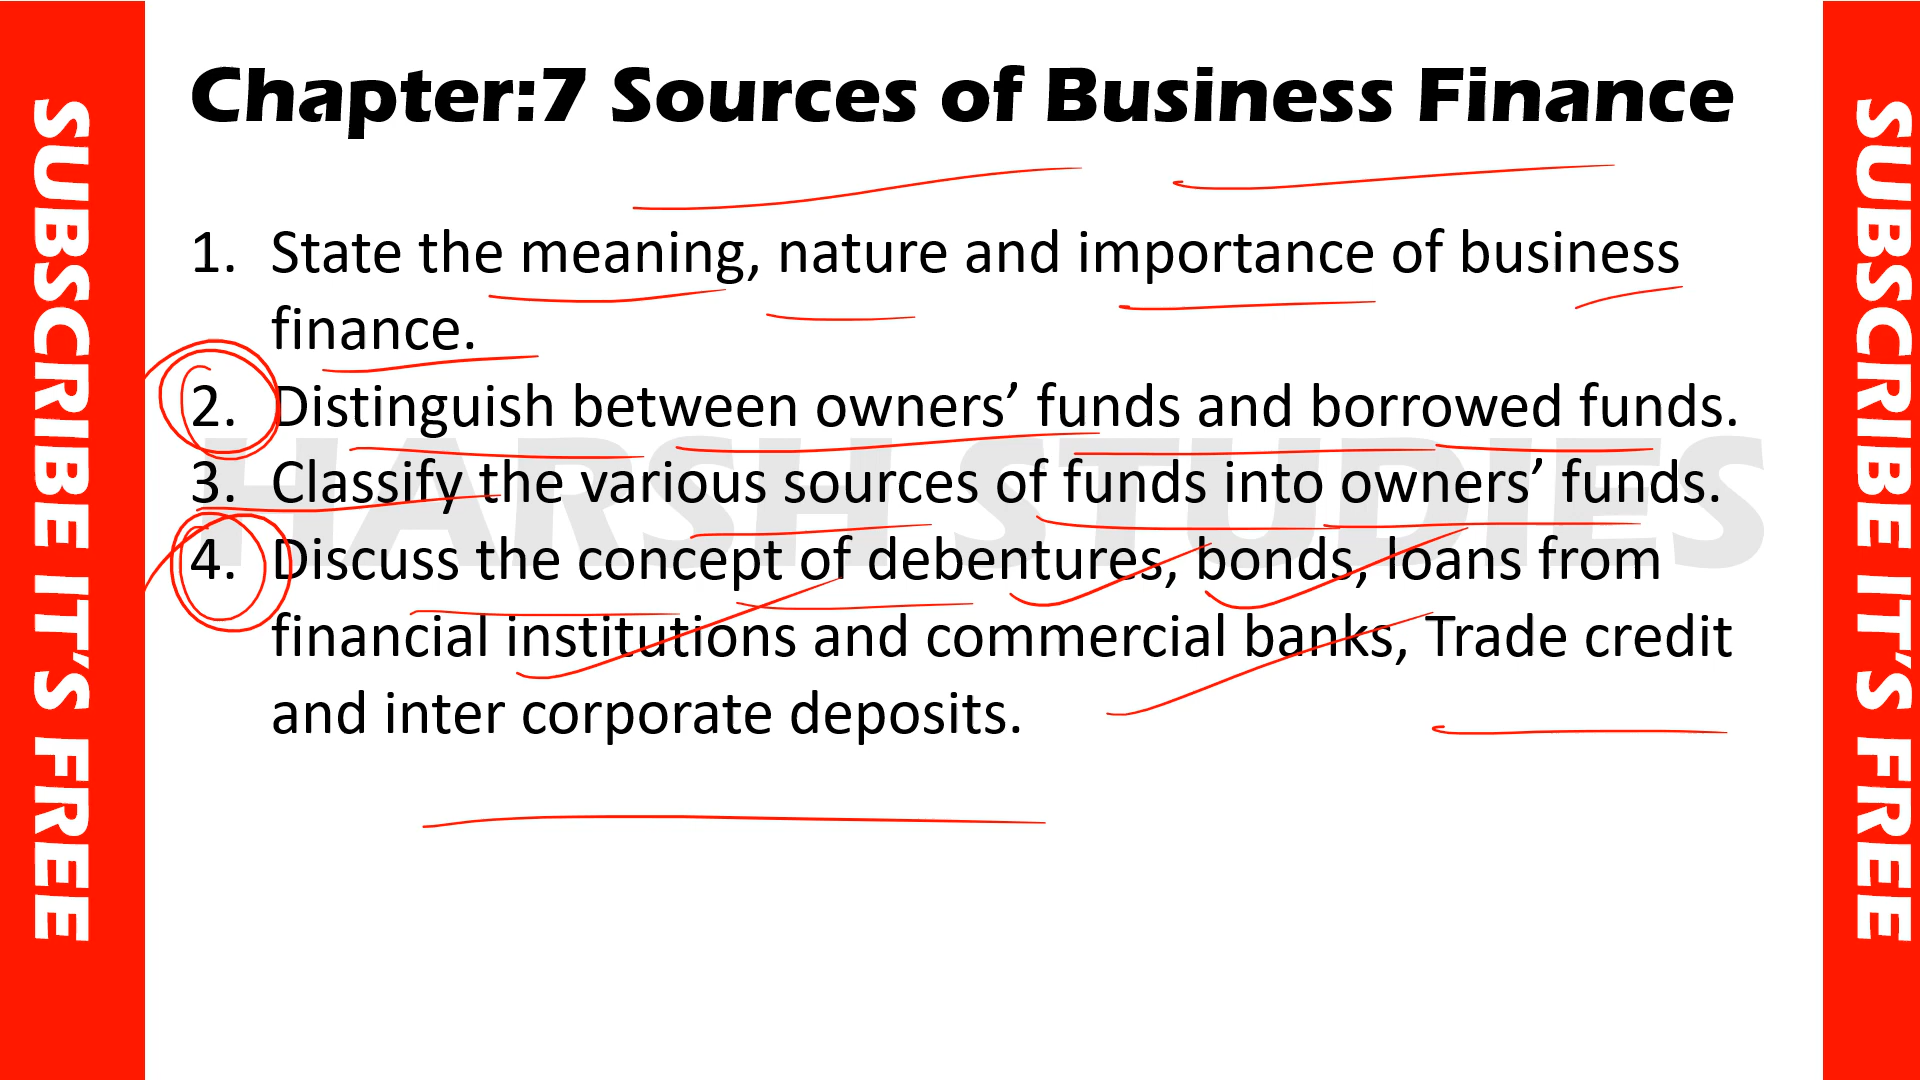 SUBSCRIBE IT’S FREE
Chapter:7 Sources of Business Finance
1. State the meaning, nature and importance of business
finance.
2. Distinguish between owners’ funds and borrowed funds.
3. Classify the various sources of funds into owners’ funds.
4. Discuss the concept of debentures, bonds, loans from
financial institutions and commercial banks, Trade credit
and inter corporate deposits.
HARSH STUDIES
SUBSCRIBE IT’S FREE